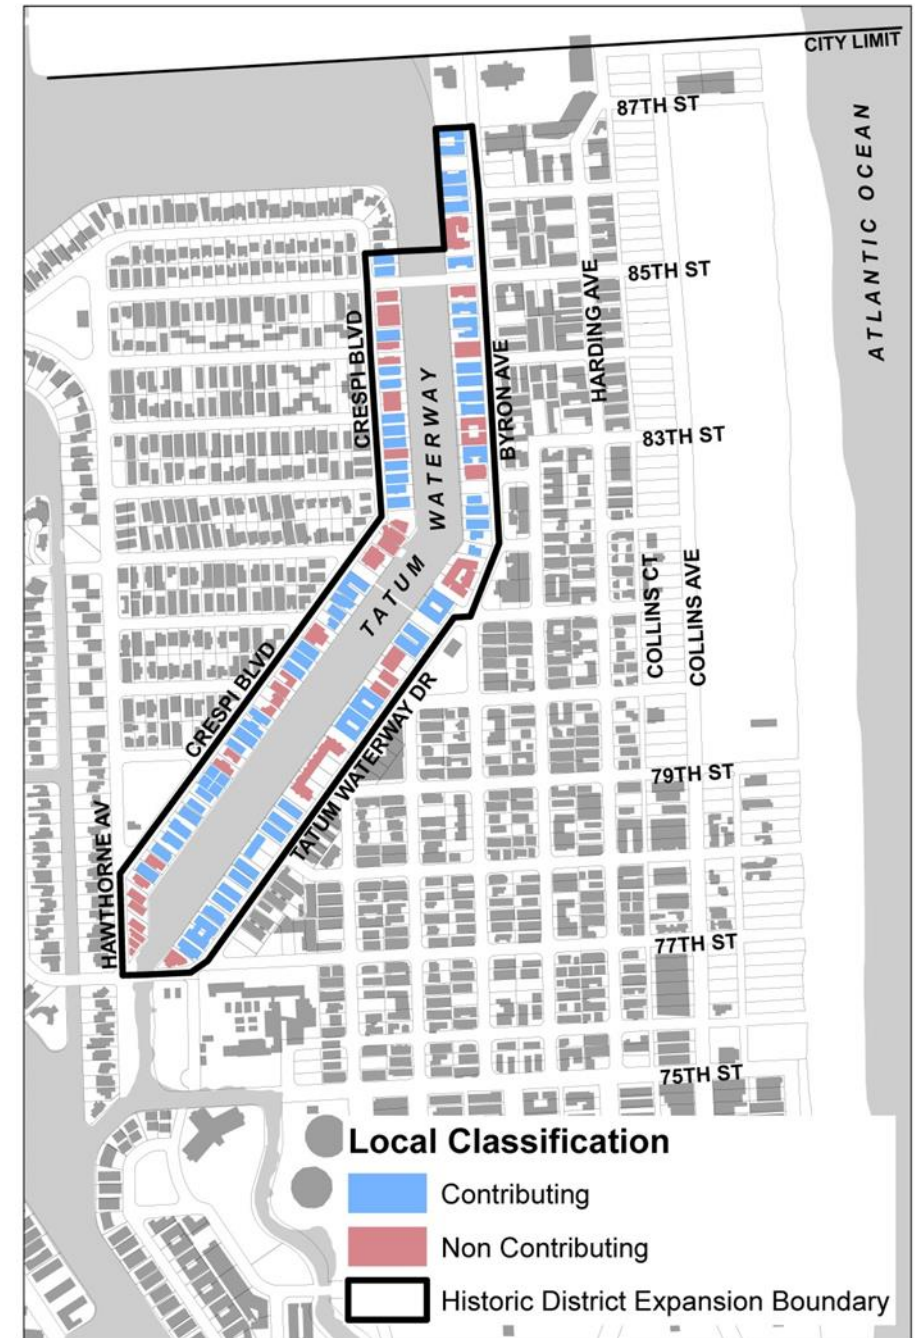 CITY LIMIT
87TH ST
ATLANTIC OCEAN
85TH ST
HARDING AVE
CRESPI BLVD
BYRON AVE
TATUM WATERWAY
83TH ST
COLLINS CT
COLLINS AVE
CRESPI BLVD
TATUM WATERWAY DR
79TH ST
HAWTHORNE AV
77TH ST
75TH ST
Local Classification
Contributing
Non Contributing
Historic District Expansion Boundary